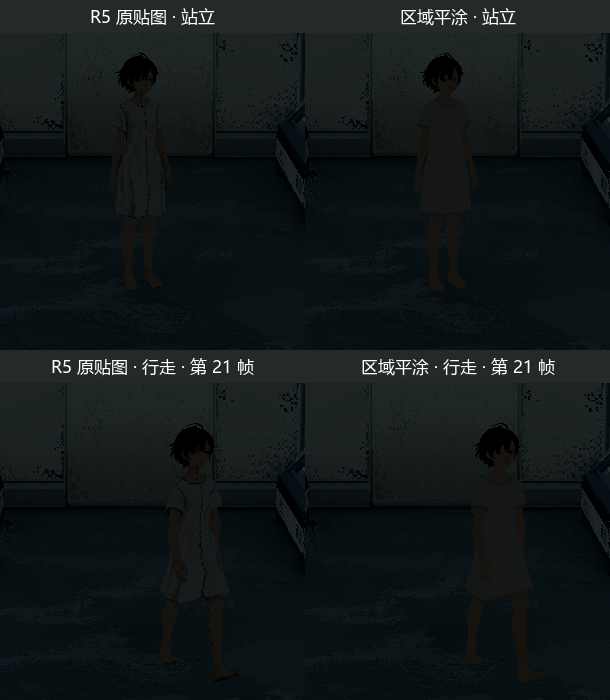 R5 原贴图 · 站立
区域平涂 · 站立
R5 原贴图 · 行走 · 第 21 帧
区域平涂 · 行走 · 第 21 帧